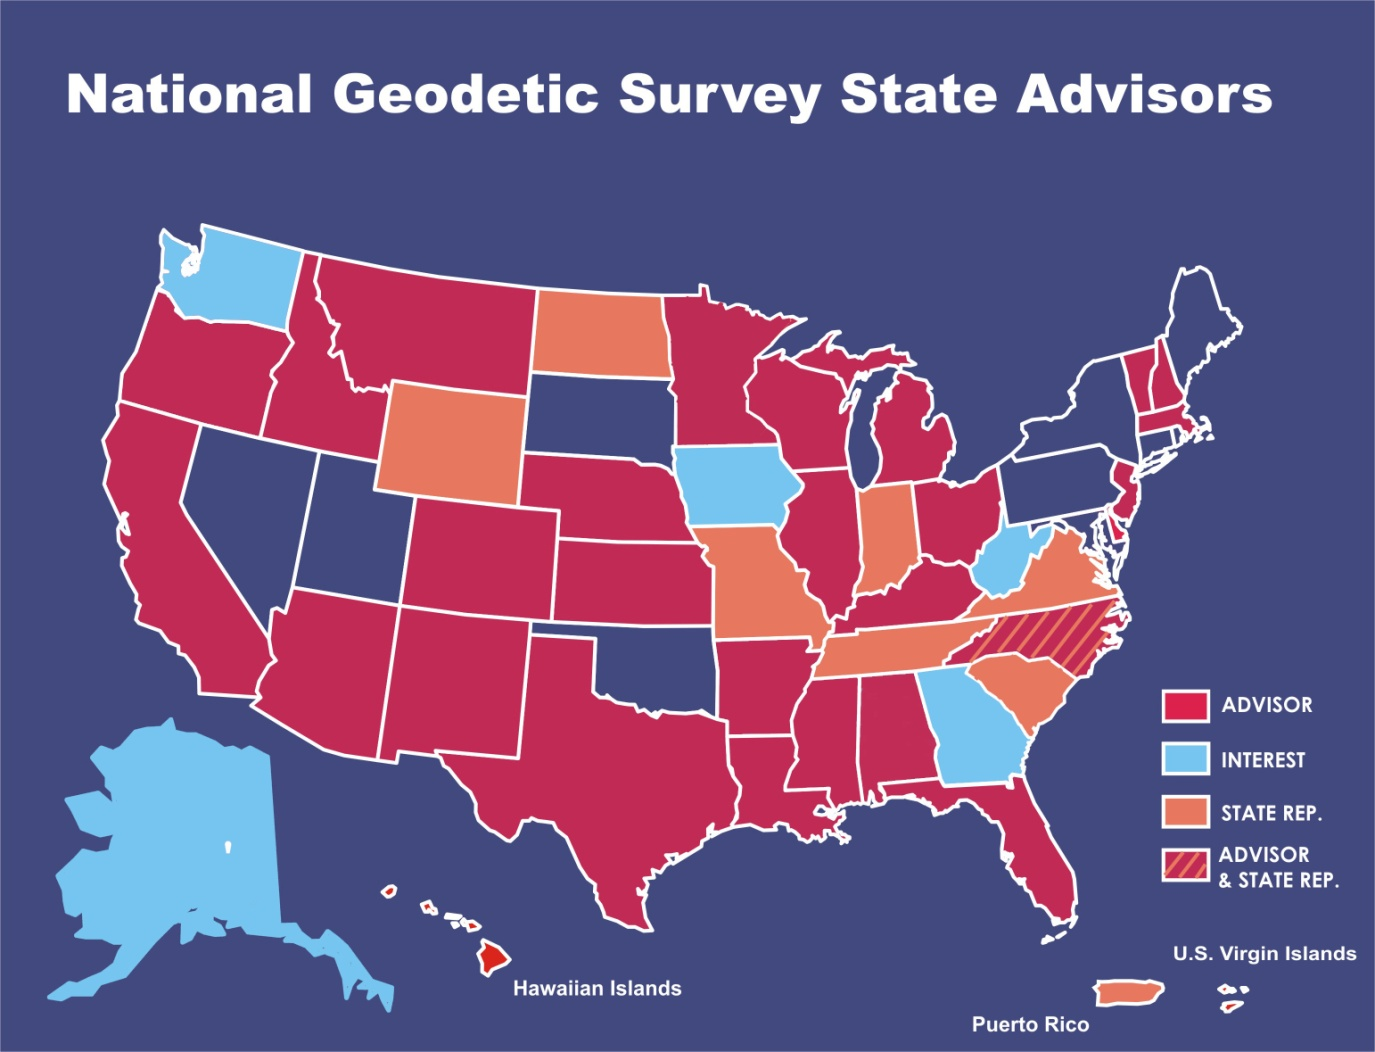 National Geodetic Survey State Advisors
ADVISOR
INTEREST
STATE REP.
ADVISOR
& STATE REP.
U.S. Virgin Islands
Hawaiian Islands
Puerto Rico